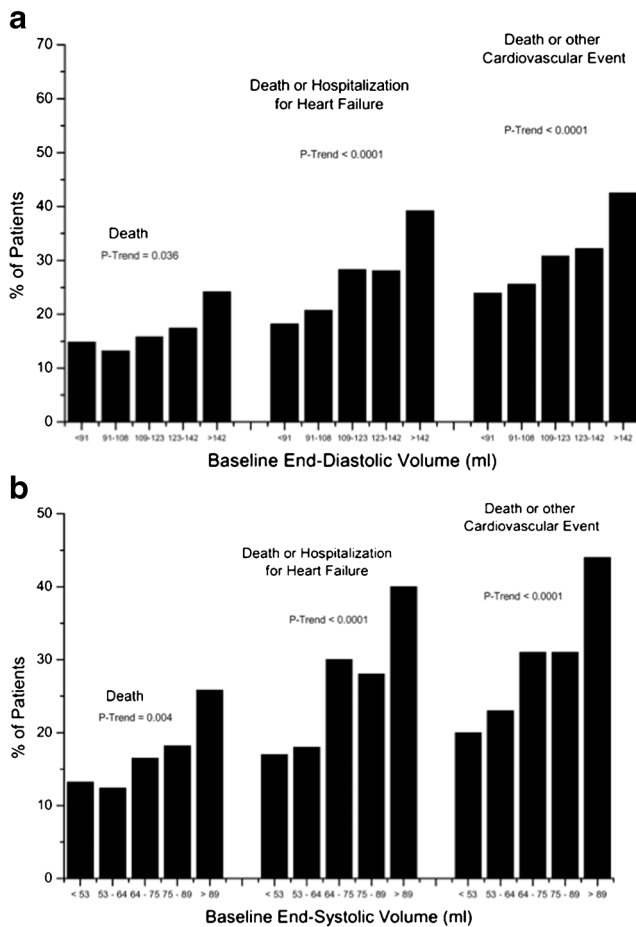 a
70
60
50
40
30
20
10
0
% of Patients
Death
P-Trend = 0.036
Death or Hospitalization
for Heart Failure
P-Trend < 0.0001
Death or other
Cardiovascular Event
P-Trend < 0.0001
<91 91-108 109-123 123-142 >142 <91 91-108 109-123 123-142 >142 <91 91-108 109-123 123-142 >142
Baseline End-Diastolic Volume (ml)
b
50
40
30
20
10
0
% of Patients
Death
P-Trend = 0.004
Death or Hospitalization
for Heart Failure
P-Trend < 0.0001
Death or other
Cardiovascular Event
P-Trend < 0.0001
< 53 53 - 64 64 - 75 75 - 89 > 89 < 53 53 - 64 64 - 75 75 - 89 > 89 < 53 53 - 64 64 - 75 75 - 89 > 89
Baseline End-Systolic Volume (ml)